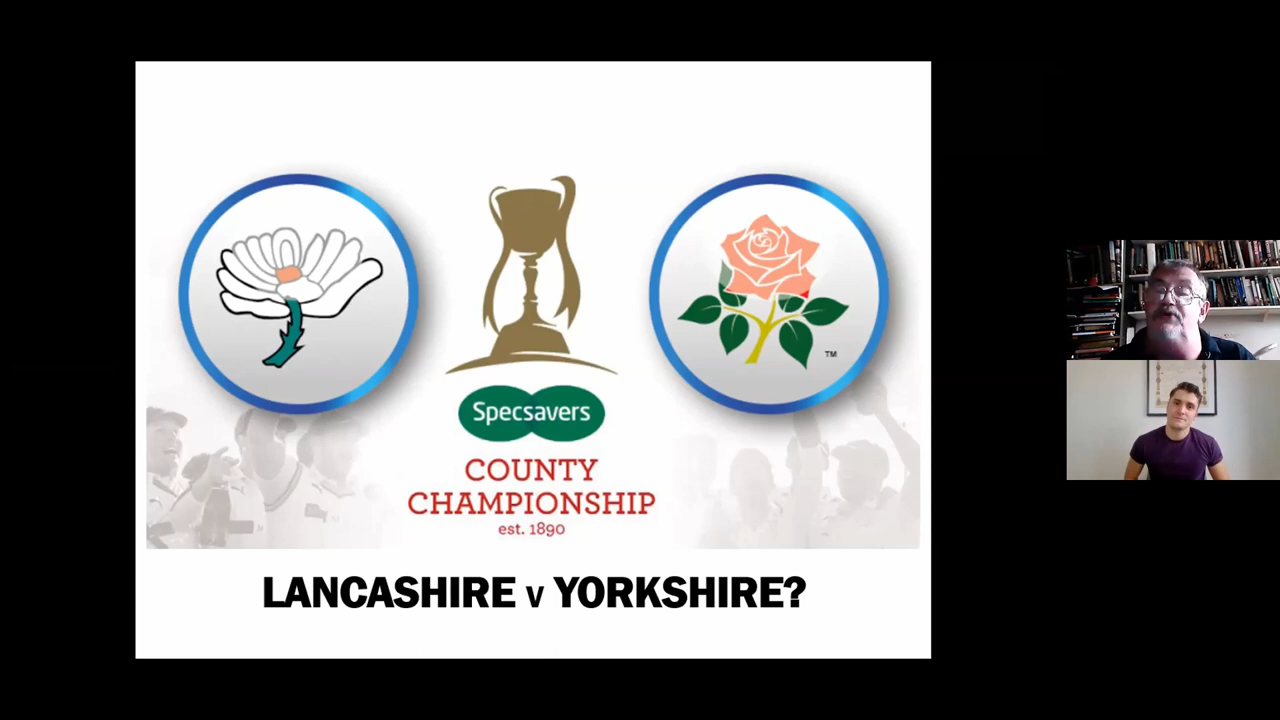 TM
Specsavers
COUNTY
CHAMPIONSHIP
est. 1890
LANCASHIRE v YORKSHIRE?